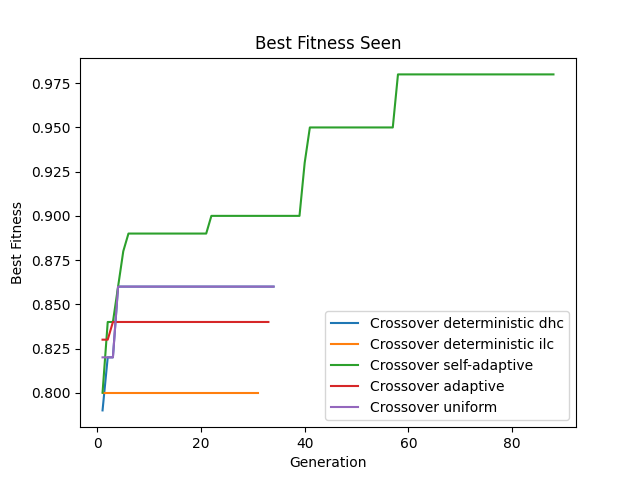 Best Fitness Seen
Best Fitness
0.975
0.950
0.925
0.900
0.875
0.850
0.825
0.800
Crossover deterministic dhc
Crossover deterministic ilc
Crossover self-adaptive
Crossover adaptive
Crossover uniform
0 20 40 60 80
Generation